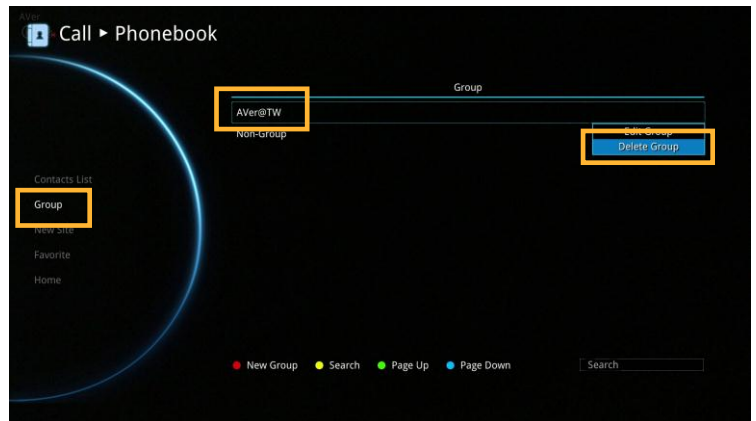 AVer
Call ► Phonebook
Group
AVer@TW
Non-Group
Edit Group
Delete Group
Contacts List
Group
New Site
Favorite
Home
New Group Search Page Up Page Down Search